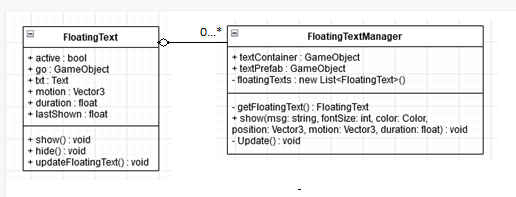 FloatingText
+ active : bool
+ go : GameObject
+ txt : Text
+ motion : Vector3
+ duration : float
+ lastShown : float
+ show() : void
+ hide() : void
+ updateFloatingText() : void
0...*
FloatingTextManager
+ textContainer : GameObject
+ textPrefab : GameObject
- floatingTexts : new List<FloatingText>()
- getFloatingText() : FloatingText
+ show(msg: string, fontSize: int, color: Color,
position: Vector3, motion: Vector3, duration: float) : void
- Update() : void
-